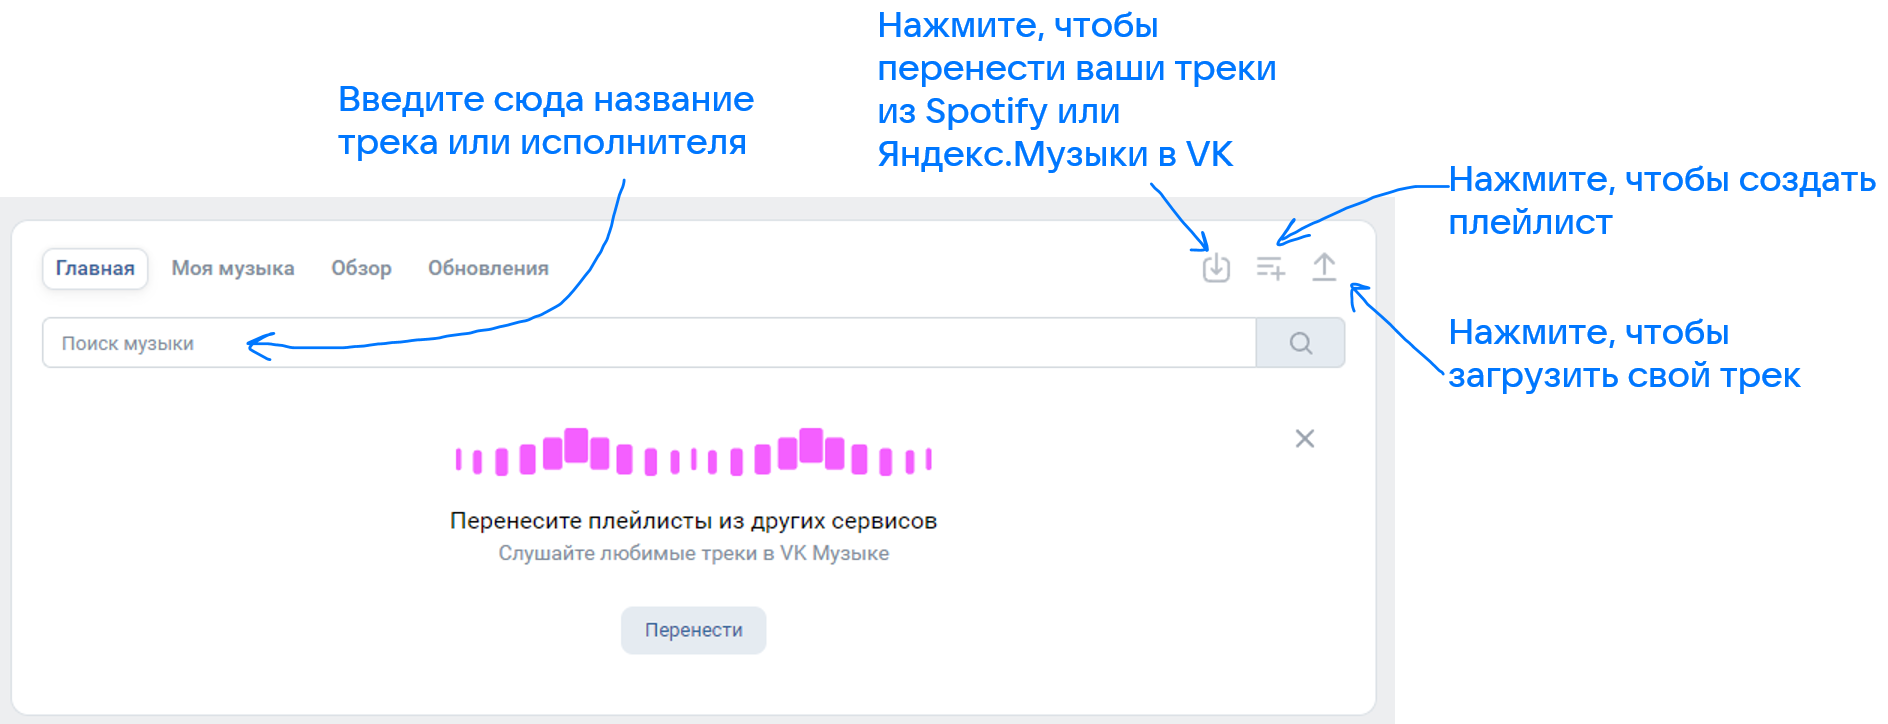 Нажмите, чтобы
перенести ваши треки
из Spotify или
Яндекс.Музыки в VK
Введите сюда название
трека или исполнителя
Нажмите, чтобы создать
плейлист
Главная Моя музыка Обзор Обновления
Поиск музыки
Нажмите, чтобы
загрузить свой трек
Перенесите плейлисты из других сервисов
Слушайте любимые треки в VK Музыке
Перенести